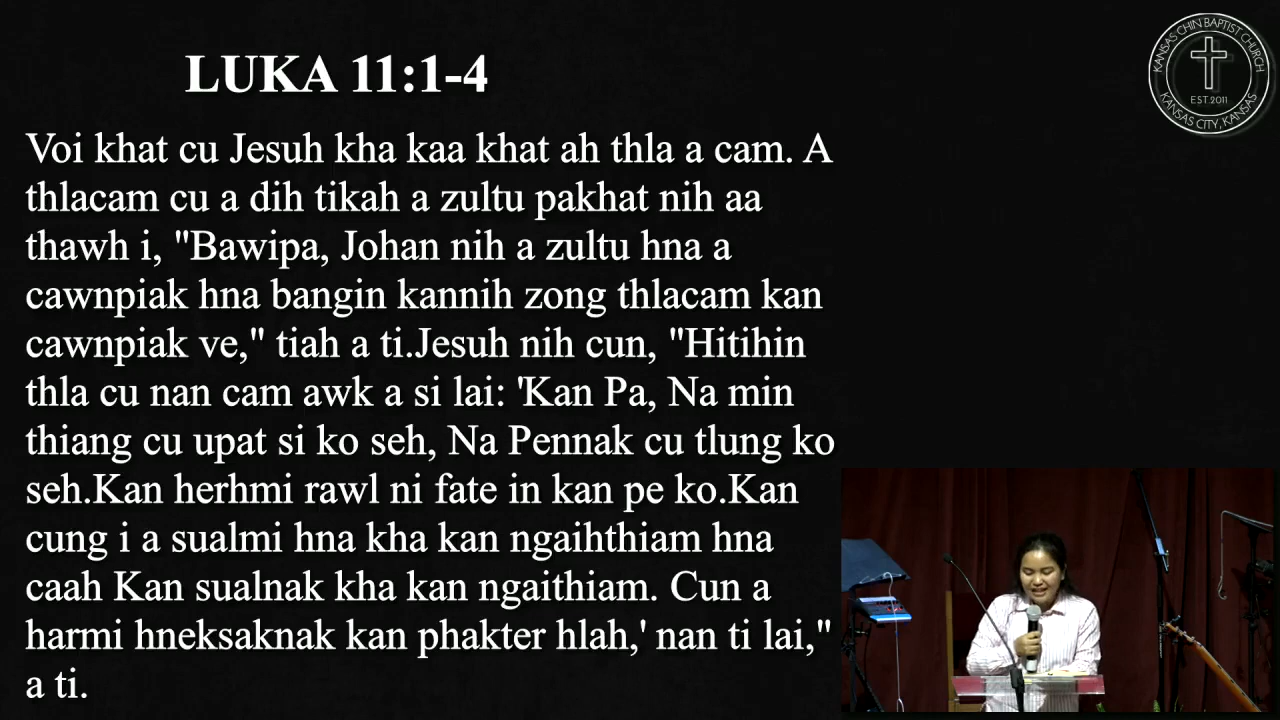 LUKA 11:1-4
Voi khat cu Jesuh kha kaa khat ah thla a cam. A
thlacam cu a dih tikah a zultu pakhat nih aa
thawh i, "Bawipa, Johan nih a zultu hna a
cawnpiak hna bangin kannih zong thlacam kan
cawnpiak ve," tiah a ti.Jesuh nih cun, "Hitihin
thla cu nan cam awk a si lai: 'Kan Pa, Na min
thiang cu upat si ko seh, Na Pennak cu tlung ko
seh.Kan herhmi rawl ni fate in kan pe ko.Kan
cung i a sualmi hna kha kan ngaihthiam hna
caah Kan sualnak kha kan ngaithiam. Cun a
harmi hneksaknak kan phakter hlah,' nan ti lai,"
a ti.
KANSAS CHIN BAPTIST CHURCH
EST.2011
KANSAS CITY, KANSAS